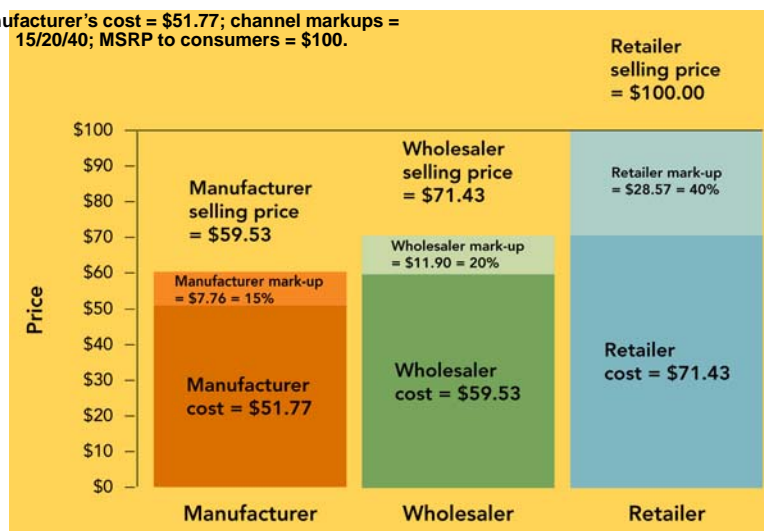 ufacturer's cost = $51.77; channel markups =
15/20/40; MSRP to consumers = $100.
Retailer
selling price
= $100.00
Wholesaler
selling price
= $71.43
Manufacturer
selling price
= $59.53
Retailer mark-up
= $28.57 = 40%
Wholesaler mark-up
= $11.90 = 20%
Manufacturer mark-up
= $7.76 = 15%
Manufacturer
cost = $51.77
Wholesaler
cost = $59.53
Retailer
cost = $71.43
Price
$100
$90
$80
$70
$60
$50
$40
$30
$20
$10
$0
Manufacturer
Wholesaler
Retailer